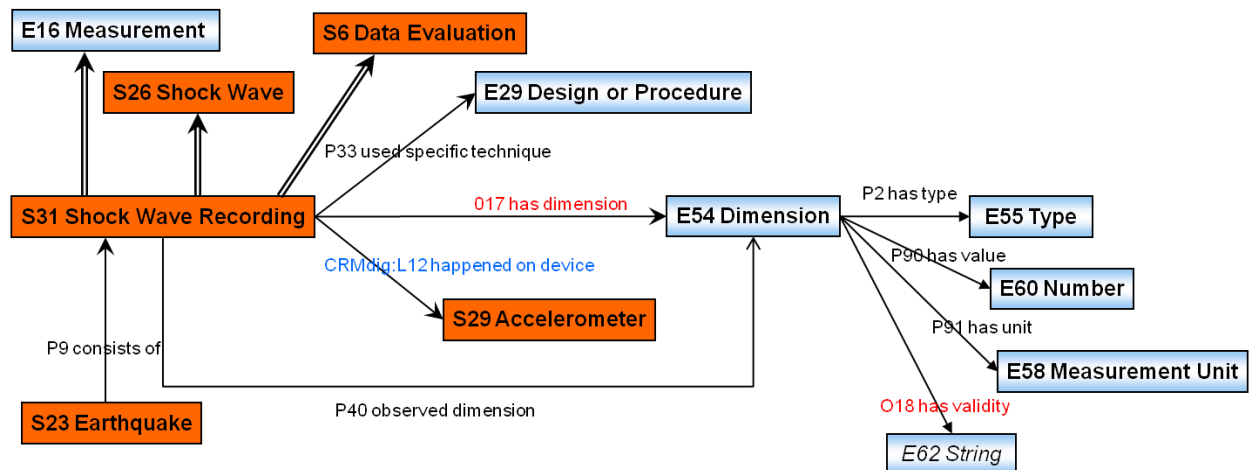 E16 Measurement
S6 Data Evaluation
S26 Shock Wave
E29 Design or Procedure
P33 used specific technique
S31 Shock Wave Recording
017 has dimension
E54 Dimension
P2 has type
E55 Type
P90 has value
CRMdig:L12 happened on device
E60 Number
S29 Accelerometer
P91 has unit
P9 consists of
E58 Measurement Unit
P40 observed dimension
O18 has validity
S23 Earthquake
E62 String